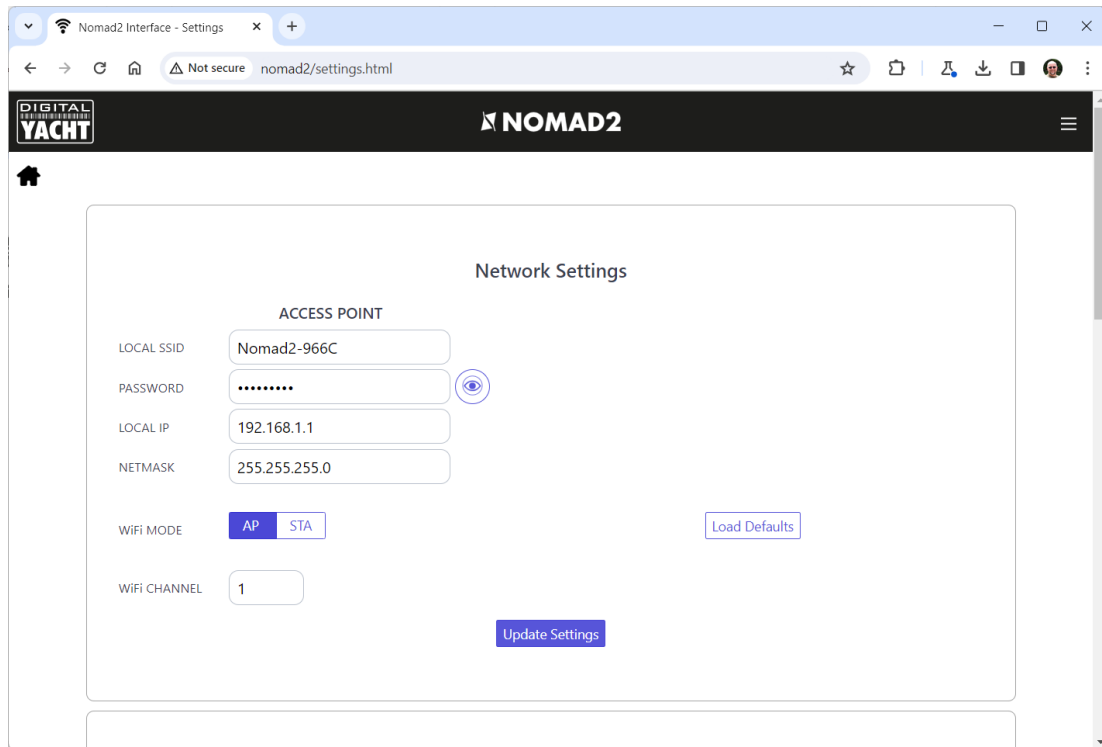 Nomad2 Interface - Settings
Not secure nomad2/settings.html
DIGITAL
YACHT
NOMAD2
Network Settings
ACCESS POINT
LOCAL SSID Nomad2-966C
PASSWORD •••••••••
LOCAL IP 192.168.1.1
NETMASK 255.255.255.0
WiFi MODE AP STA Load Defaults
WiFi CHANNEL 1
Update Settings